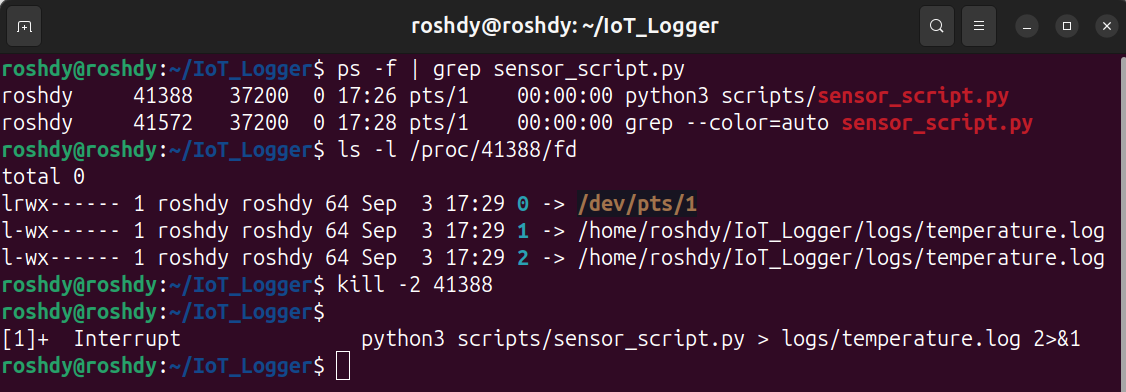 roshdy@roshdy: ~/IoT_Logger
roshdy@roshdy:~/IoT_Logger$ ps -f | grep sensor_script.py
roshdy     41388   37200  0 17:26 pts/1    00:00:00 python3 scripts/sensor_script.py
roshdy     41572   37200  0 17:28 pts/1    00:00:00 grep --color=auto sensor_script.py
roshdy@roshdy:~/IoT_Logger$ ls -l /proc/41388/fd
total 0
lrwx------ 1 roshdy roshdy 64 Sep  3 17:29 0 -> /dev/pts/1
l-wx------ 1 roshdy roshdy 64 Sep  3 17:29 1 -> /home/roshdy/IoT_Logger/logs/temperature.log
l-wx------ 1 roshdy roshdy 64 Sep  3 17:29 2 -> /home/roshdy/IoT_Logger/logs/temperature.log
roshdy@roshdy:~/IoT_Logger$ kill -2 41388
roshdy@roshdy:~/IoT_Logger$
[1]+  Interrupt               python3 scripts/sensor_script.py > logs/temperature.log 2>&1
roshdy@roshdy:~/IoT_Logger$